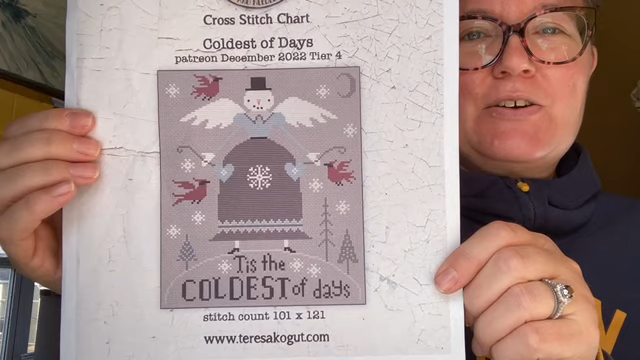 Cross Stitch Chart
Coldest of Days
patreon December 2022 Tier 4
'Tis the
COLDEST of days
stitch count 101 x 121
www.teresakogut.com